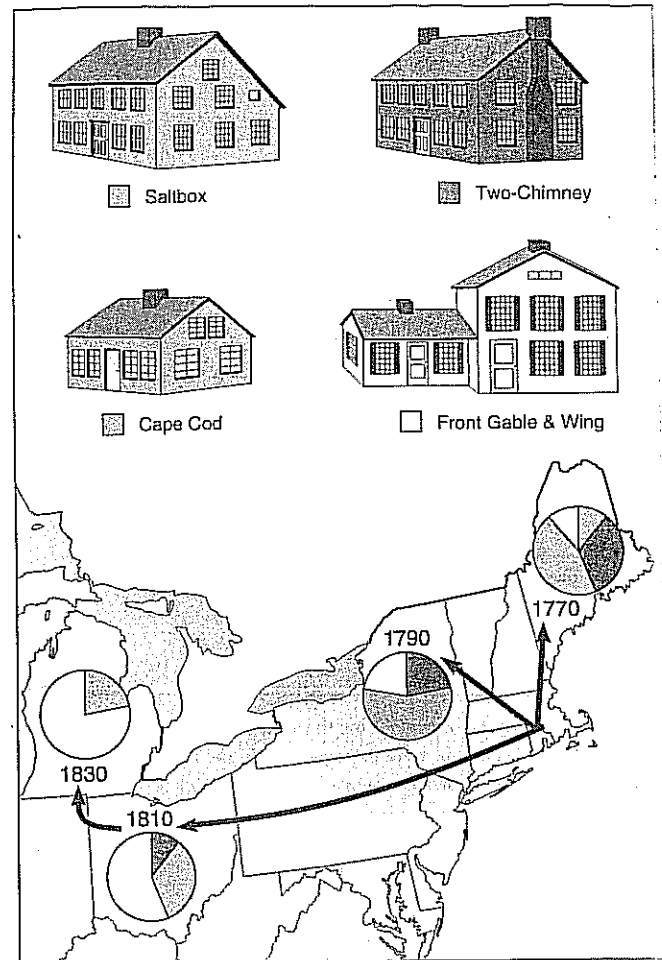 Saltbox
Two-Chimney
Cape Cod
Front Gable & Wing
1770
1790
1830
1810